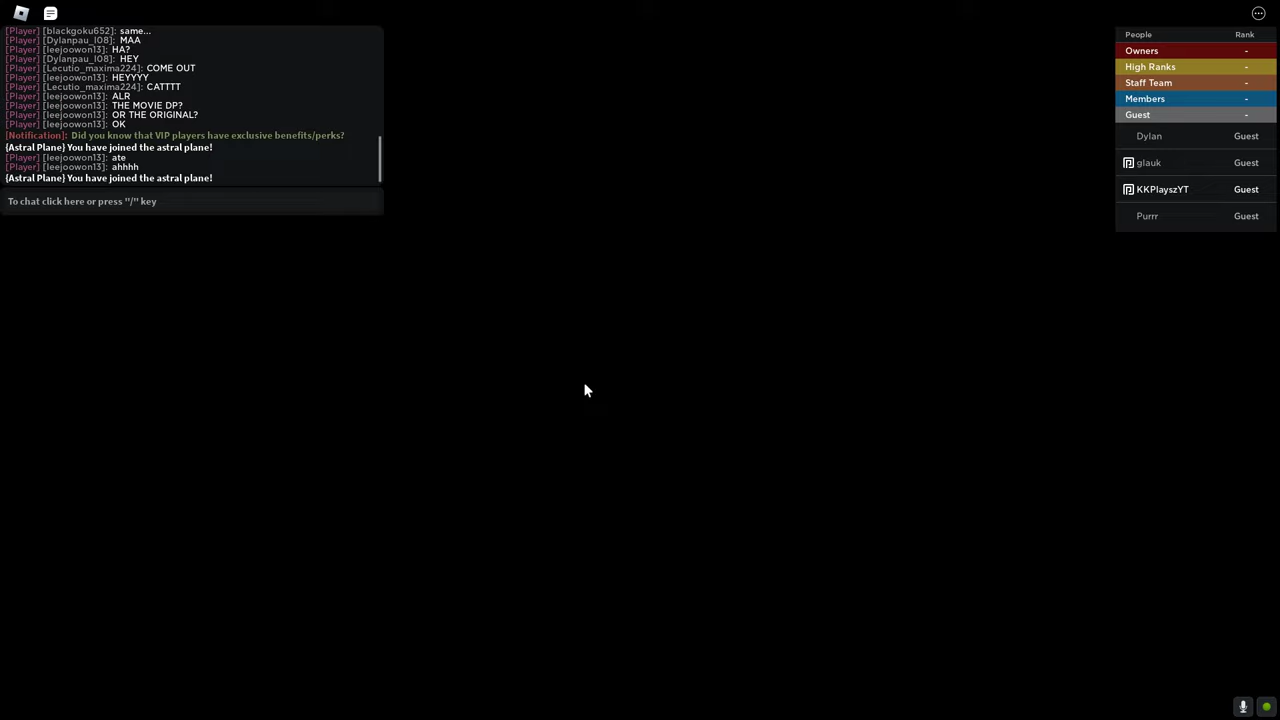 [Player] [blackgoku652]: same...
[Player] [Dylanpau_l08]: MAA
[Player] [leejoowon13]: HA?
[Player] [Dylanpau_l08]: HEY
[Player] [Lecutio_maxima224]: COME OUT
[Player] [leejoowon13]: HEYYYY
[Player] [Lecutio_maxima224]: CATTTT
[Player] [leejoowon13]: ALR
[Player] [leejoowon13]: THE MOVIE DP?
[Player] [leejoowon13]: OR THE ORIGINAL?
[Player] [leejoowon13]: OK
[Notification]: Did you know that VIP players have exclusive benefits/perks?
{Astral Plane} You have joined the astral plane!
[Player] [leejoowon13]: ate
[Player] [leejoowon13]: ahhhh
{Astral Plane} You have joined the astral plane!
To chat click here or press "/" key
People Rank
Owners -
High Ranks -
Staff Team -
Members -
Guest -
Dylan Guest
glauk Guest
KKPlayszYT Guest
Purrr Guest